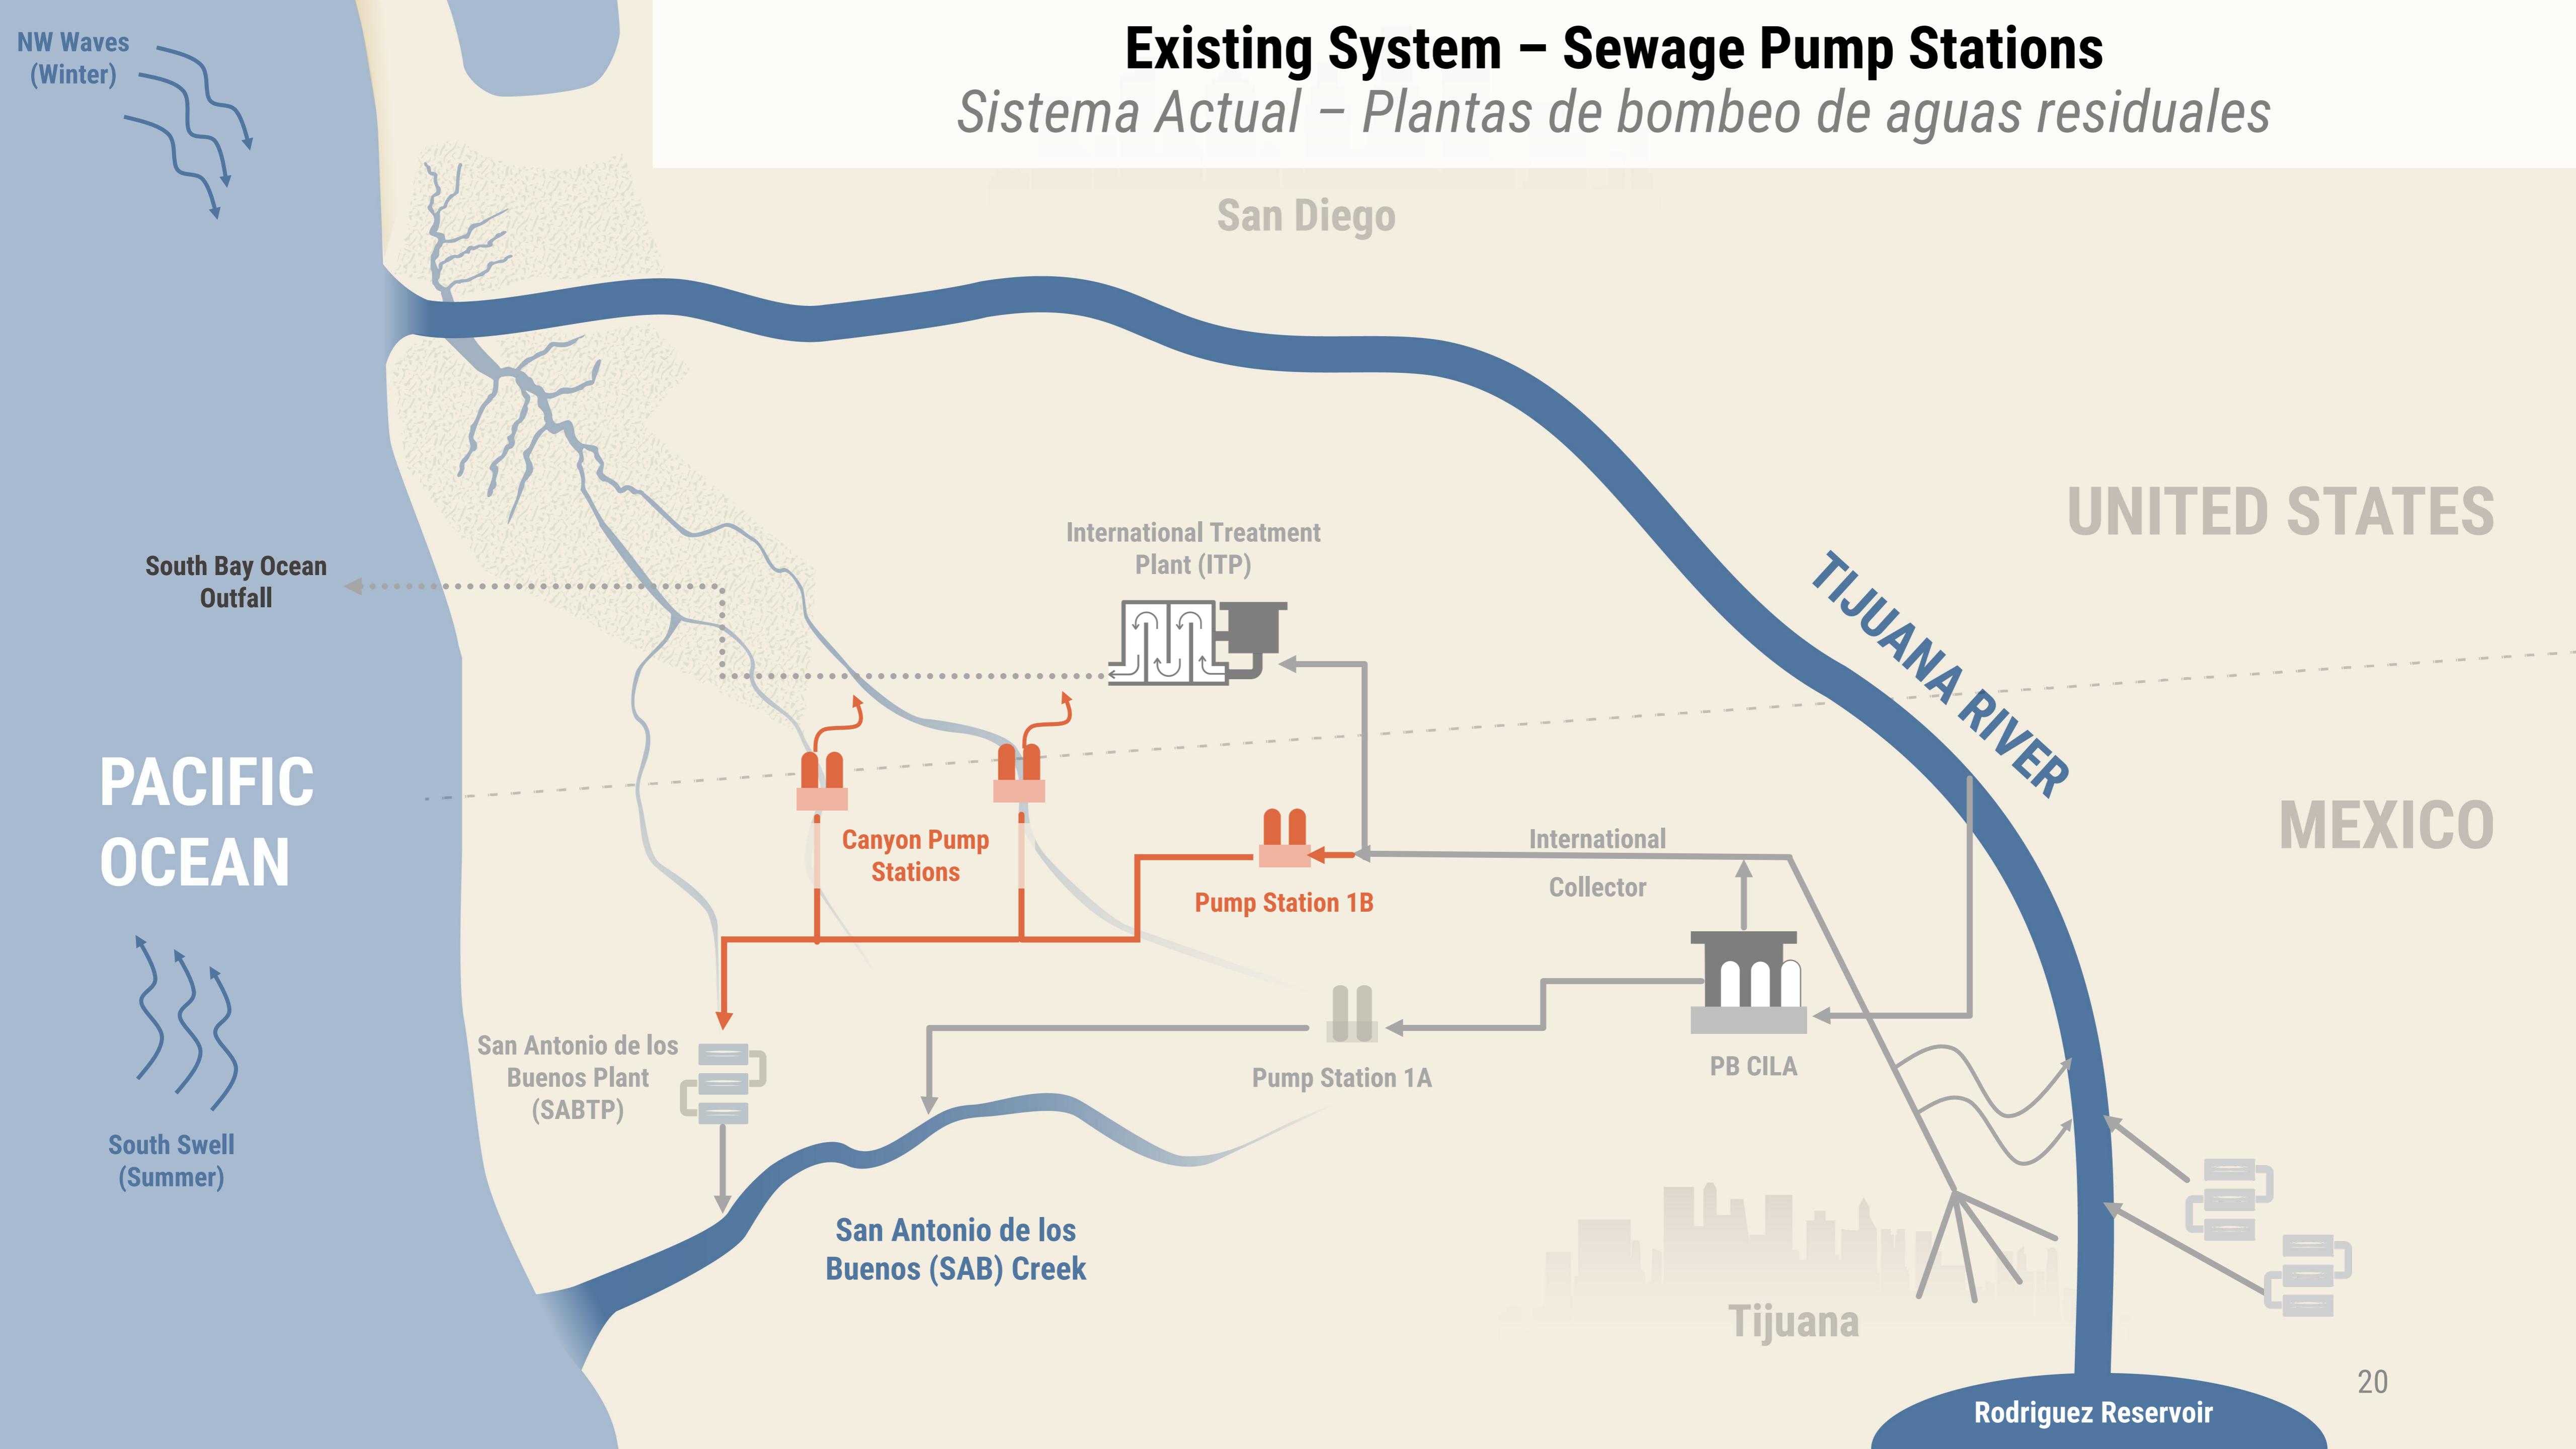 Existing System – Sewage Pump Stations
Sistema Actual – Plantas de bombeo de aguas residuales
NW Waves
(Winter)
San Diego
UNITED STATES
International Treatment
Plant (ITP)
South Bay Ocean
Outfall
TIJUANA RIVER
PACIFIC
OCEAN
MEXICO
Canyon Pump
Stations
International
Collector
Pump Station 1B
San Antonio de los
Buenos Plant
(SABTP)
Pump Station 1A
PB CILA
South Swell
(Summer)
San Antonio de los
Buenos (SAB) Creek
Tijuana
20
Rodriguez Reservoir